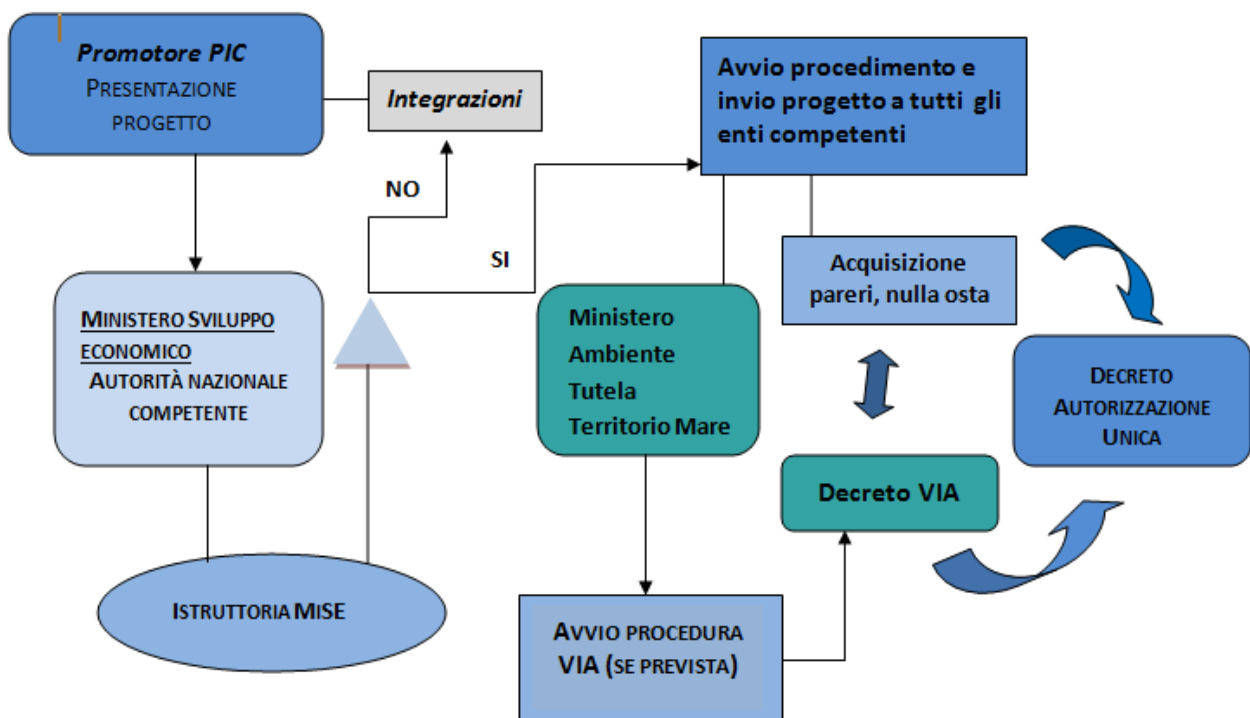 Promotore PIC
PRESENTAZIONE
PROGETTO
Integrazioni
Avvio procedimento e
invio progetto a tutti gli
enti competenti
NO
SI
Acquisizione
pareri, nulla osta
MINISTERO SVILUPPO
ECONOMICO
AUTORITÀ NAZIONALE
COMPETENTE
Ministero
Ambiente
Tutela
Territorio Mare
DECRETO
AUTORIZZAZIONE
UNICA
Decreto VIA
ISTRUTTORIA MISE
AVVIO PROCEDURA
VIA (SE PREVISTA)